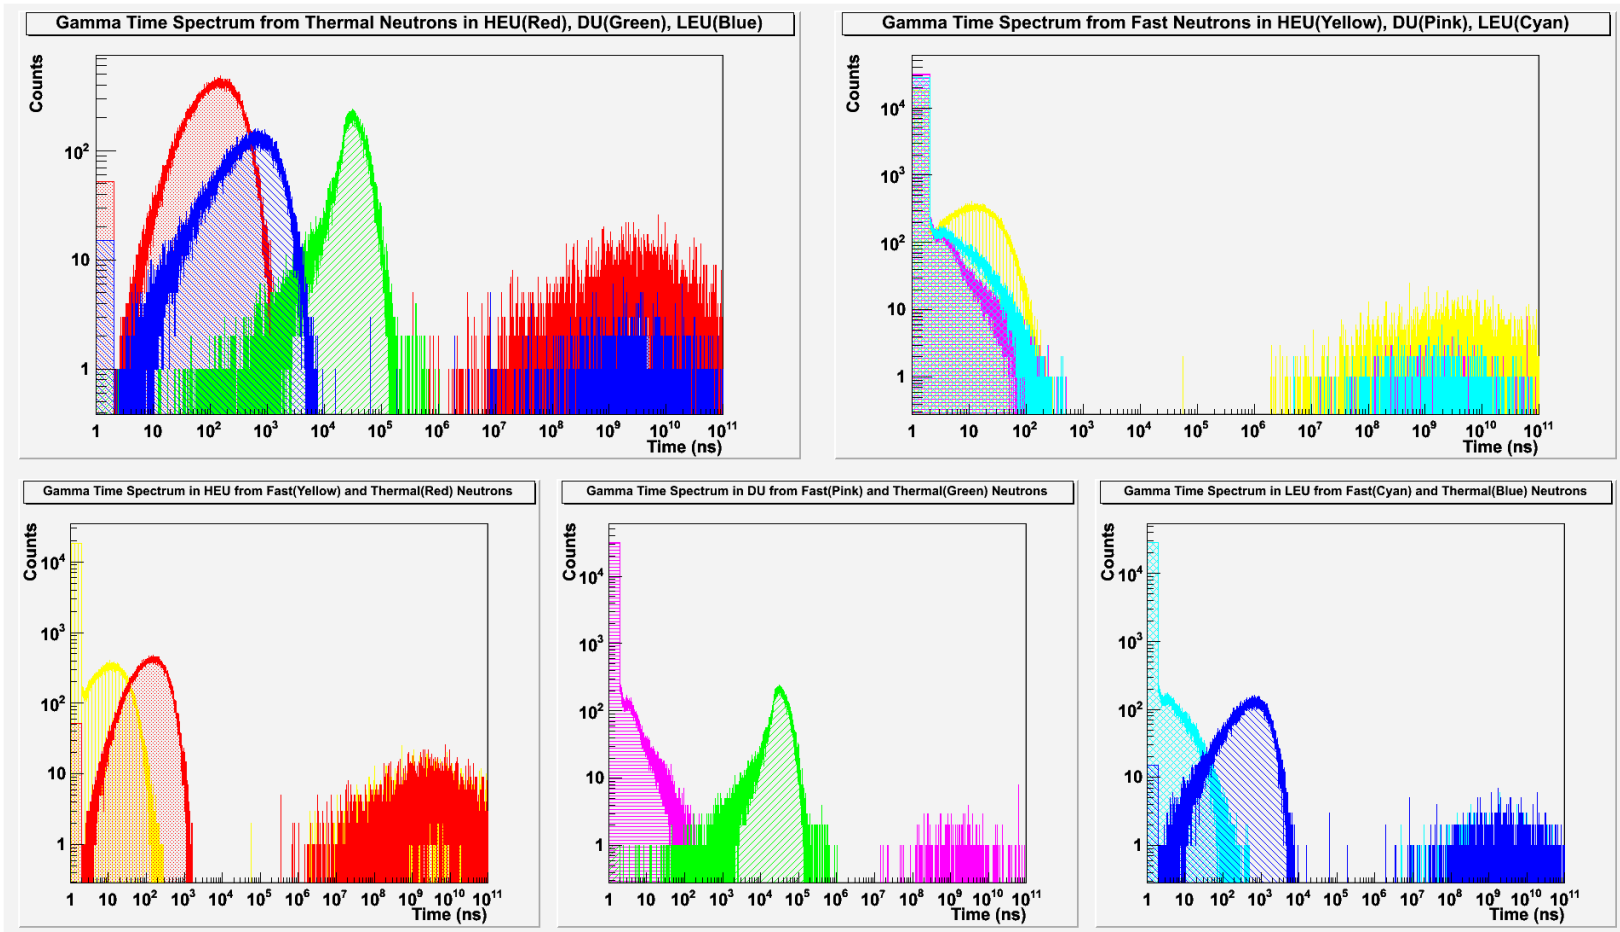 Gamma Time Spectrum from Thermal Neutrons in HEU(Red), DU(Green), LEU(Blue)
Counts
10²
10
1
1 10 10² 10³ 10⁴ 10⁵ 10⁶ 10⁷ 10⁸ 10⁹ 10¹⁰ 10¹¹
Time (ns)
Gamma Time Spectrum from Fast Neutrons in HEU(Yellow), DU(Pink), LEU(Cyan)
Counts
10⁴
10³
10²
10
1
1 10 10² 10³ 10⁴ 10⁵ 10⁶ 10⁷ 10⁸ 10⁹ 10¹⁰ 10¹¹
Time (ns)
Gamma Time Spectrum in HEU from Fast(Yellow) and Thermal(Red) Neutrons
Counts
10⁴
10³
10²
10
1
1 10 10² 10³ 10⁴ 10⁵ 10⁶ 10⁷ 10⁸ 10⁹ 10¹⁰ 10¹¹
Time (ns)
Gamma Time Spectrum in DU from Fast(Pink) and Thermal(Green) Neutrons
Counts
10⁴
10³
10²
10
1
1 10 10² 10³ 10⁴ 10⁵ 10⁶ 10⁷ 10⁸ 10⁹ 10¹⁰ 10¹¹
Time (ns)
Gamma Time Spectrum in LEU from Fast(Cyan) and Thermal(Blue) Neutrons
Counts
10⁴
10³
10²
10
1
1 10 10² 10³ 10⁴ 10⁵ 10⁶ 10⁷ 10⁸ 10⁹ 10¹⁰ 10¹¹
Time (ns)